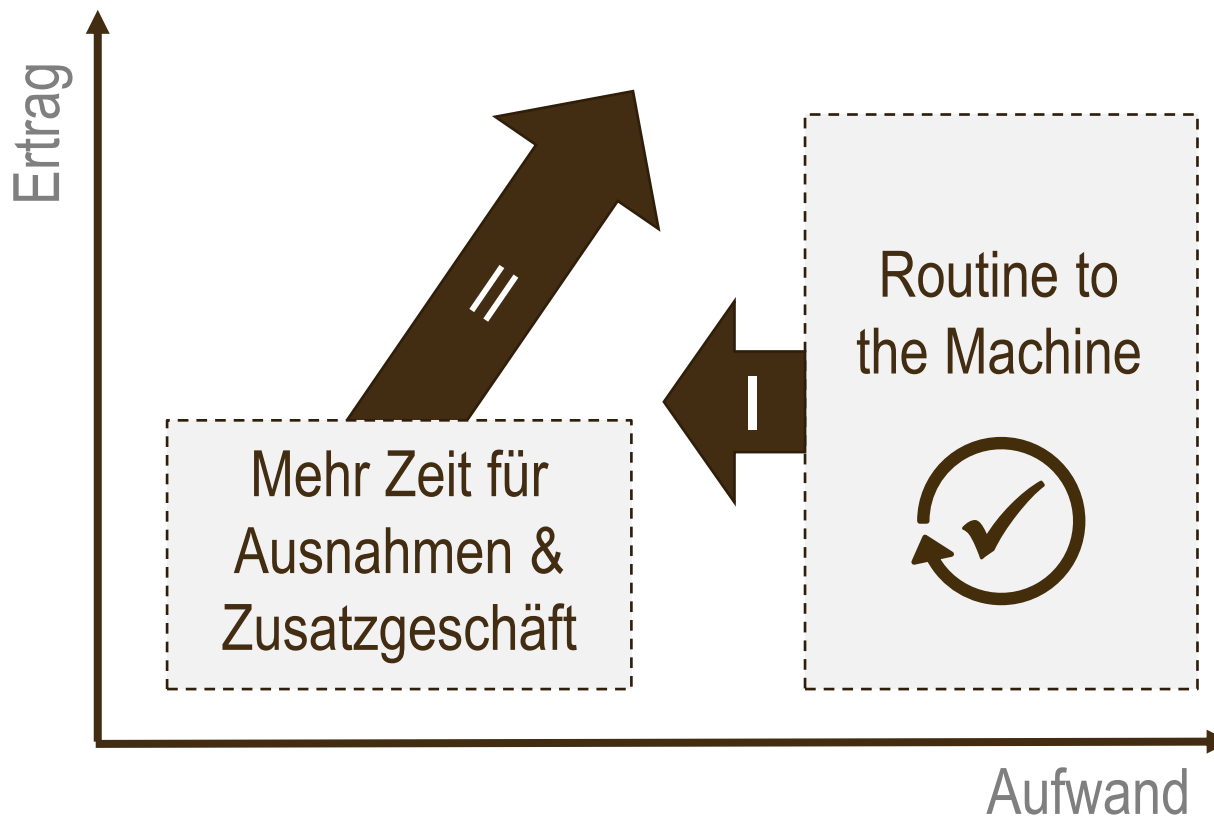 Ertrag
II
I
Routine to
the Machine
Mehr Zeit für
Ausnahmen &
Zusatzgeschäft
Aufwand